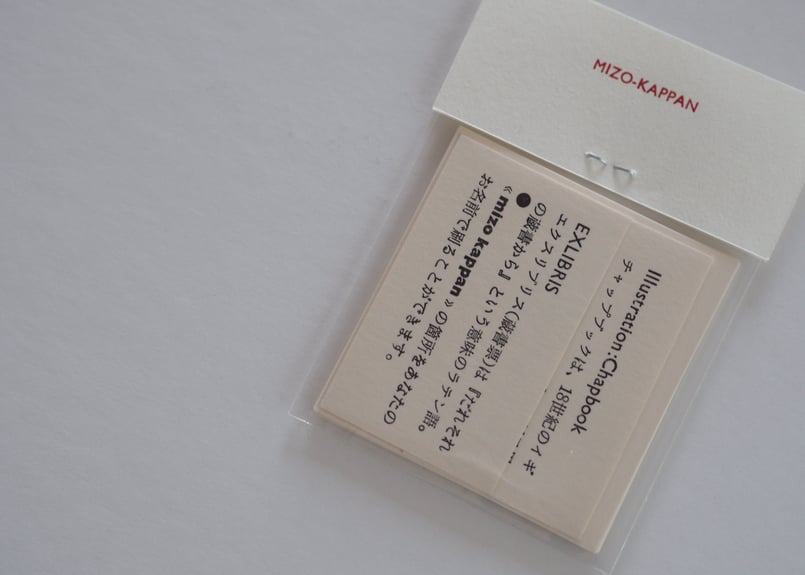 MIZO-KAPPAN
Illustration:Chapbook
チャップブックは、18世紀のイギ
EXLIBRIS
エクスリブリス(蔵書票)は『だれそれ
の蔵書から』という意味のラテン語。
●
« mizo kappan » の箇所をあなたの
お名前で刷ることができます。